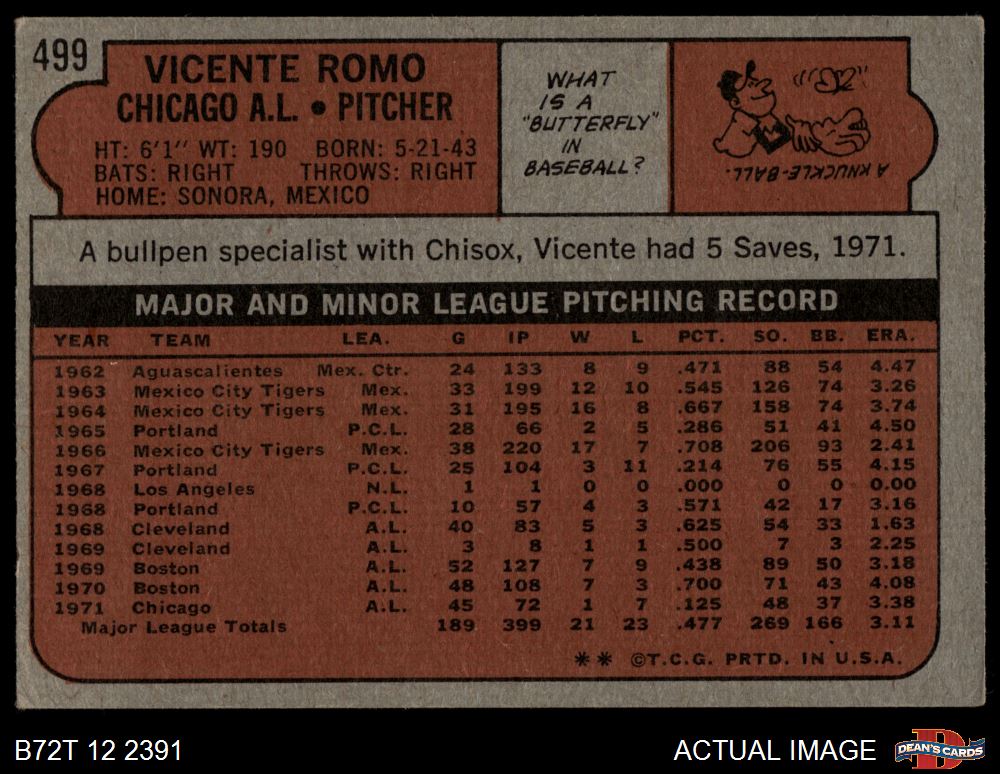 499
VICENTE ROMO
CHICAGO A.L. • PITCHER
HT: 6'1" WT: 190 BORN: 5-21-43
BATS: RIGHT THROWS: RIGHT
HOME: SONORA, MEXICO
WHAT
IS A
"BUTTERFLY"
IN
BASEBALL?
A KNUCKLE-BALL.
A bullpen specialist with Chisox, Vicente had 5 Saves, 1971.
MAJOR AND MINOR LEAGUE PITCHING RECORD
YEAR TEAM LEA. G IP W L PCT. SO. BB. ERA.
1962 Aguascalientes Mex. Ctr. 24 133 8 9 .471 88 54 4.47
1963 Mexico City Tigers Mex. 33 199 12 10 .545 126 74 3.26
1964 Mexico City Tigers Mex. 31 195 16 8 .667 158 74 3.74
1965 Portland P.C.L. 28 66 2 5 .286 51 41 4.50
1966 Mexico City Tigers Mex. 38 220 17 7 .708 206 93 2.41
1967 Portland P.C.L. 25 104 3 11 .214 76 55 4.15
1968 Los Angeles N.L. 1 1 0 0 .000 0 0 0.00
1968 Portland P.C.L. 10 57 4 3 .571 42 17 3.16
1968 Cleveland A.L. 40 83 5 3 .625 54 33 1.63
1969 Cleveland A.L. 3 8 1 1 .500 7 3 2.25
1969 Boston A.L. 52 127 7 9 .438 89 50 3.18
1970 Boston A.L. 48 108 7 3 .700 71 43 4.08
1971 Chicago A.L. 45 72 1 7 .125 48 37 3.38
Major League Totals 189 399 21 23 .477 269 166 3.11
** ©T.C.G. PRTD. IN U.S.A.
B72T 12 2391
ACTUAL IMAGE
DEAN'S CARDS